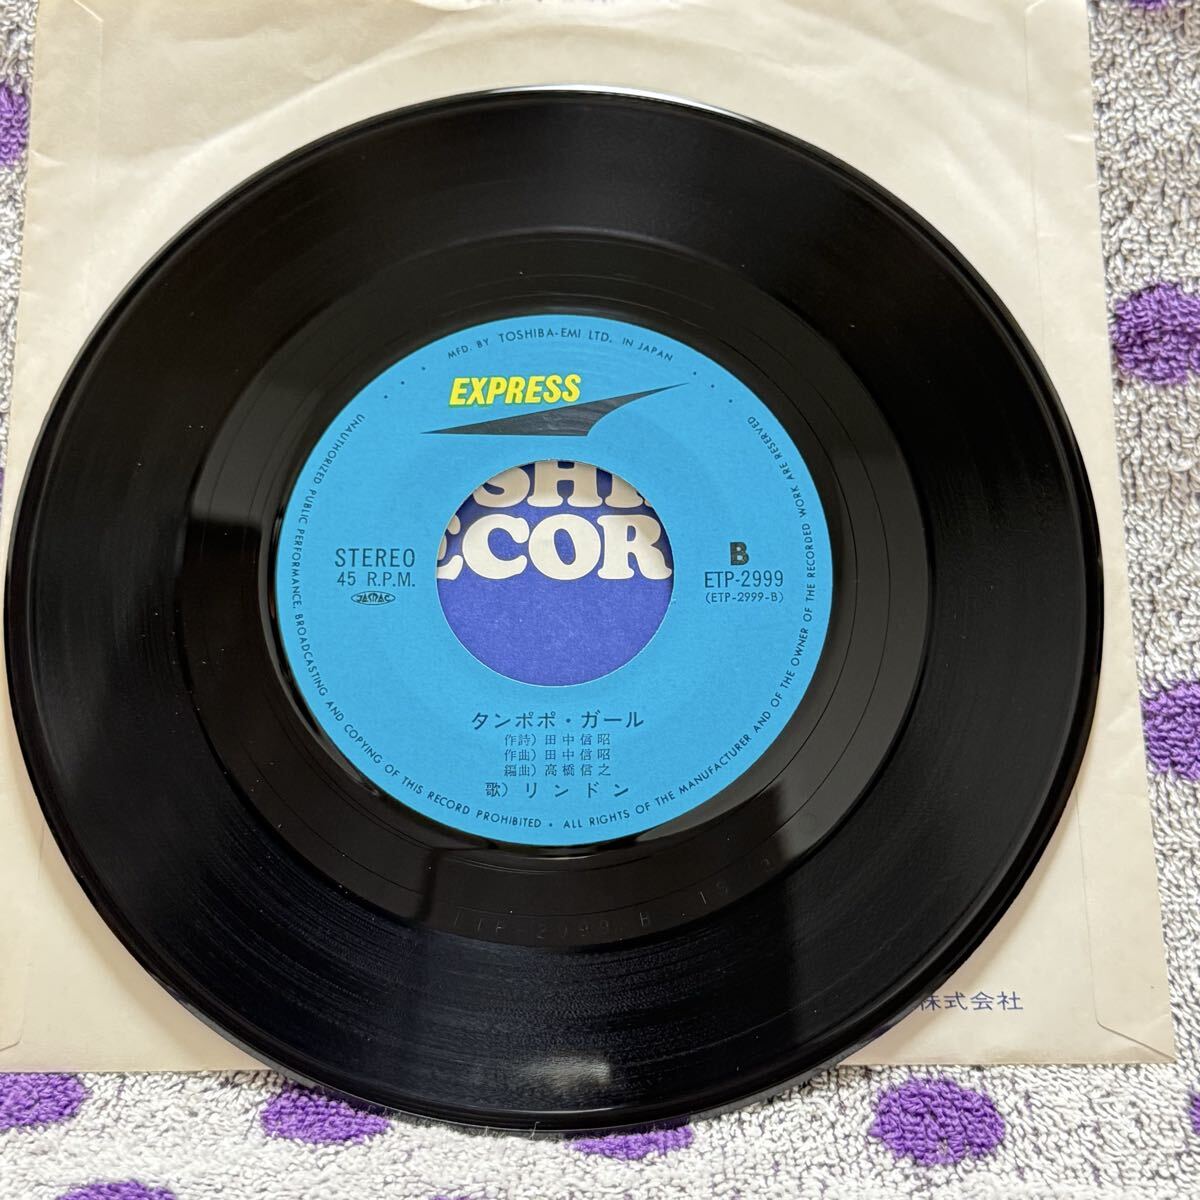 MFD. BY TOSHIBA-EMI LTD. IN JAPAN
EXPRESS
SHI
ECOR
STEREO
45 R.P.M.
JASRAC
B
ETP-2999
(ETP-2999-B)
タンポポ・ガール
作詩) 田中信昭
作曲) 田中信昭
編曲) 高橋信之
歌) リンドン
UNAUTHORIZED PUBLIC PERFORMANCE, BROADCASTING AND COPYING OF THIS RECORD PROHIBITED • ALL RIGHTS OF THE MANUFACTURER AND OF THE OWNER OF THE RECORDED WORK ARE RESERVED
株式会社